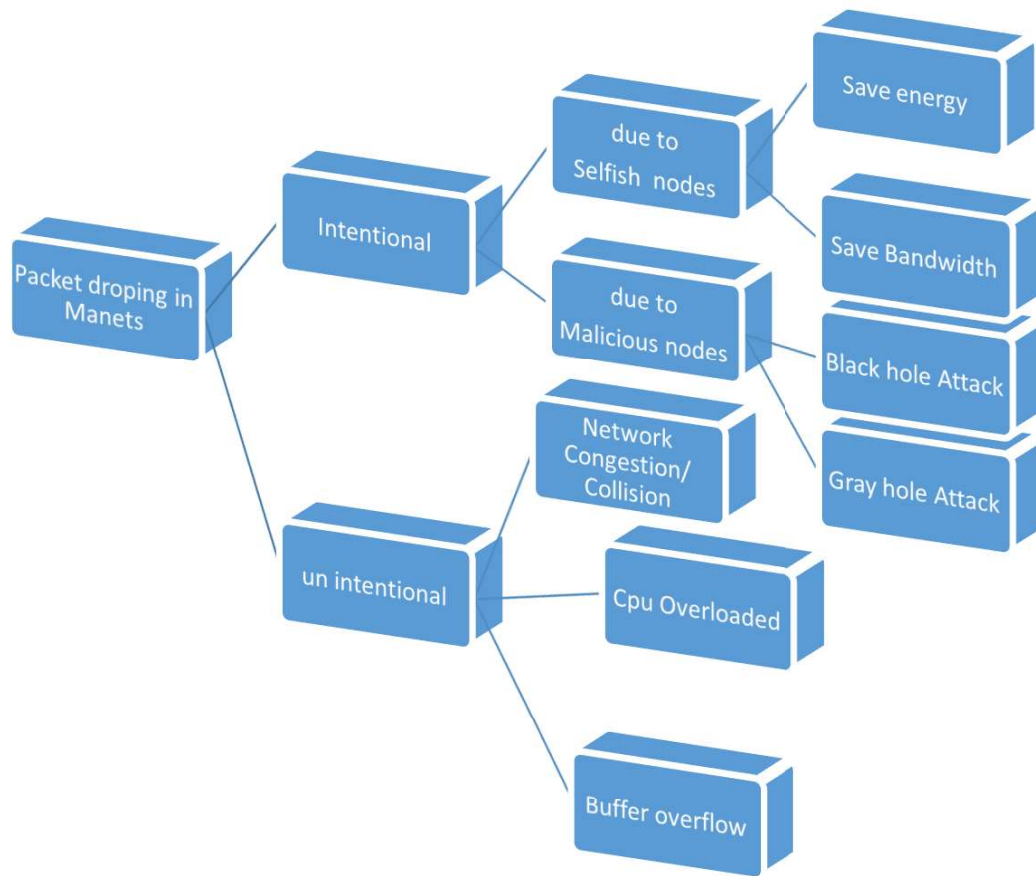 Packet droping in
Manets
Intentional
due to
Selfish nodes
Save energy
Save Bandwidth
due to
Malicious nodes
Black hole Attack
Gray hole Attack
un intentional
Network
Congestion/
Collision
Cpu Overloaded
Buffer overflow